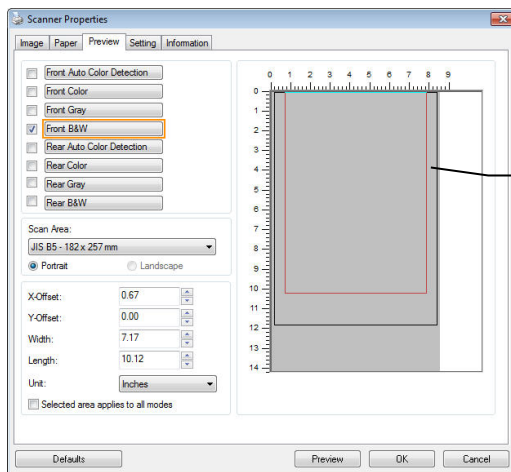 Scanner Properties
Image Paper Preview Setting Information
Front Auto Color Detection
Front Color
Front Gray
Front B&W
Rear Auto Color Detection
Rear Color
Rear Gray
Rear B&W
Scan Area:
JIS B5 - 182 x 257 mm
Portrait Landscape
X-Offset: 0.67
Y-Offset: 0.00
Width: 7.17
Length: 10.12
Unit: Inches
Selected area applies to all modes
0 1 2 3 4 5 6 7 8 9
0
1
2
3
4
5
6
7
8
9
10
11
12
13
14
Defaults Preview OK Cancel